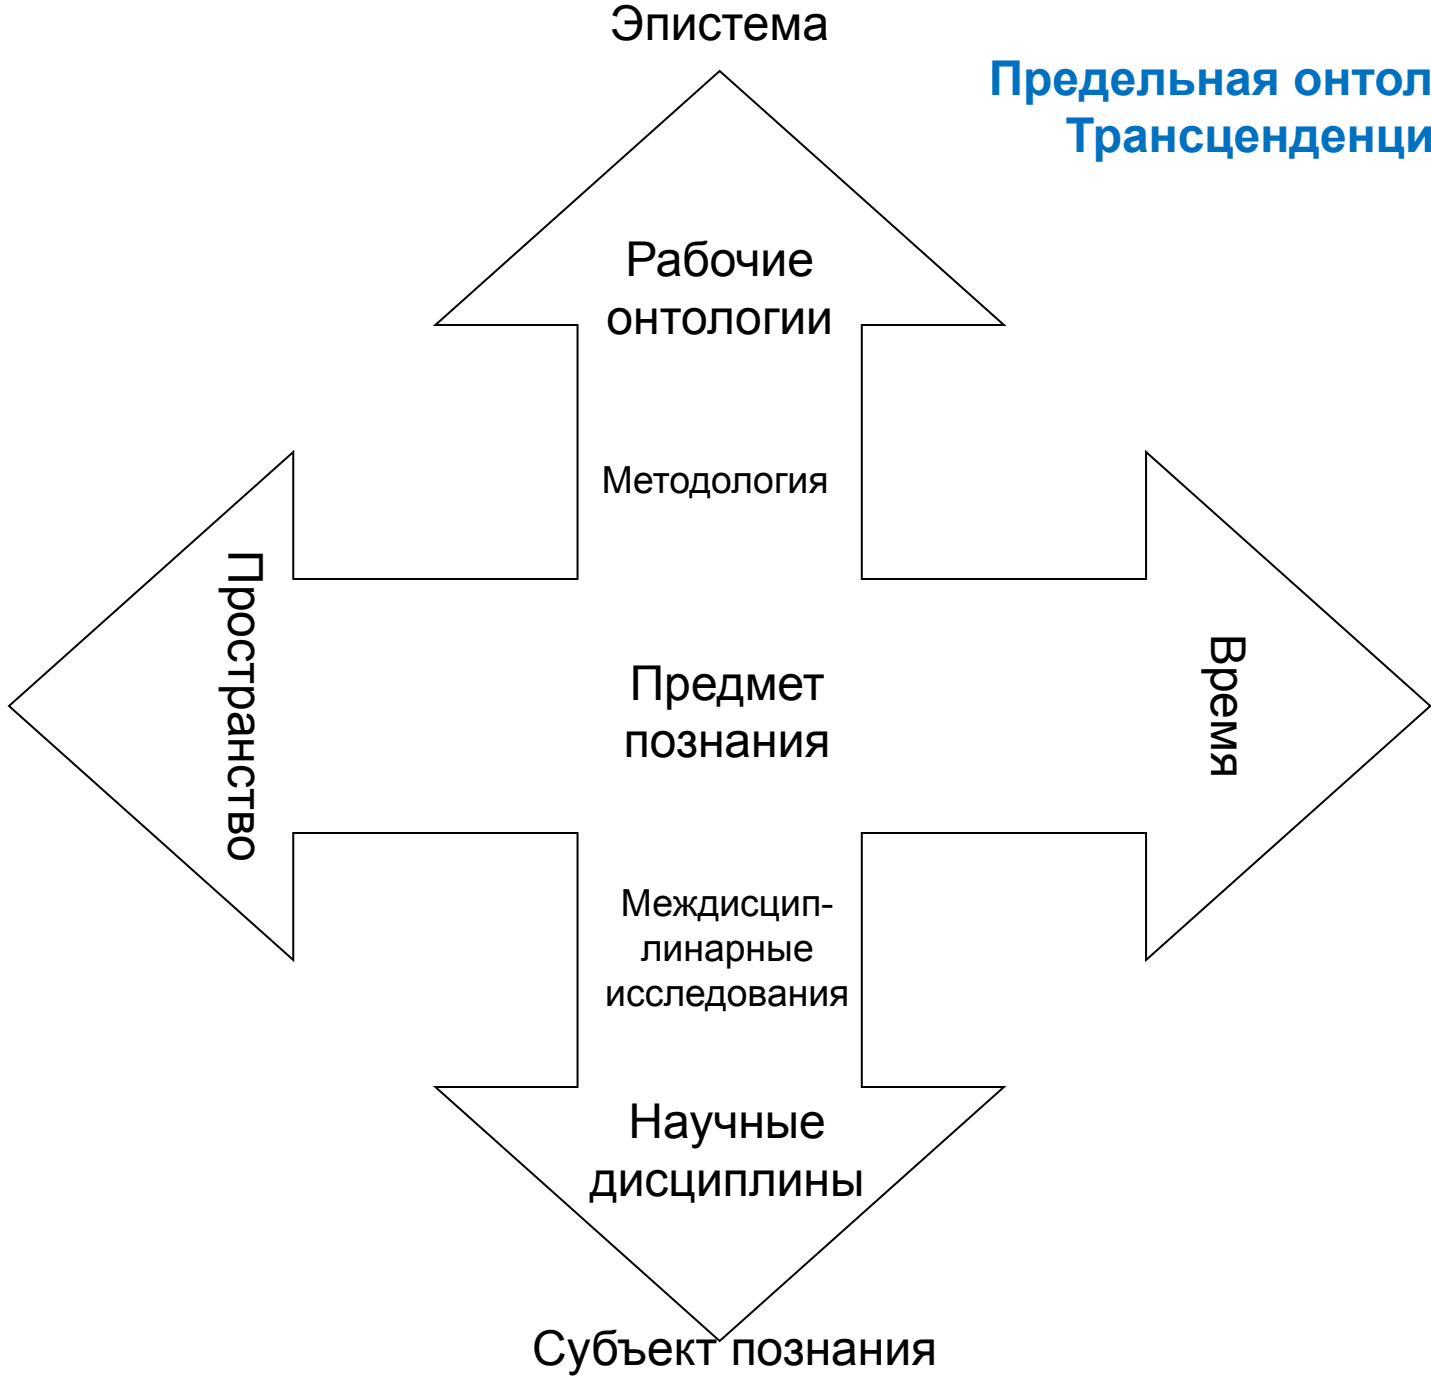 Эпистема
Предельная онтол
Трансценденци
Рабочие
онтологии
Методология
Пространство
Предмет
познания
Время
Междисцип-
линарные
исследования
Научные
дисциплины
Субъект познания